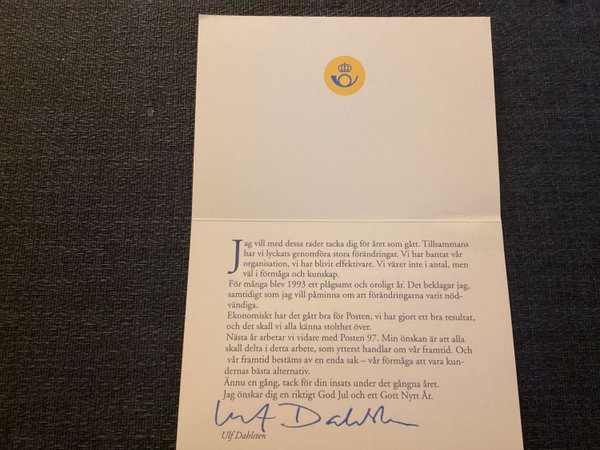 Jag vill med dessa rader tacka dig för året som gått. Tillsammans
har vi lyckats genomföra stora förändringar. Vi har bantat vår
organisation, vi har blivit effektivare. Vi växer inte i antal, men
väl i förmåga och kunskap.
För många blev 1993 ett plågsamt och oroligt år. Det beklagar jag,
samtidigt som jag vill påminna om att förändringarna varit nöd-
vändiga.
Ekonomiskt har det gått bra för Posten, vi har gjort ett bra resultat,
och det skall vi alla känna stolthet över.
Nästa år arbetar vi vidare med Posten 97. Min önskan är att alla
skall delta i detta arbete, som ytterst handlar om vår framtid. Och
vår framtid bestäms av en enda sak – vår förmåga att vara kun-
dernas bästa alternativ.
Ännu en gång, tack för din insats under det gångna året.
Jag önskar dig en riktigt God Jul och ett Gott Nytt År.
Ulf Dahlsten
Ulf Dahlsten